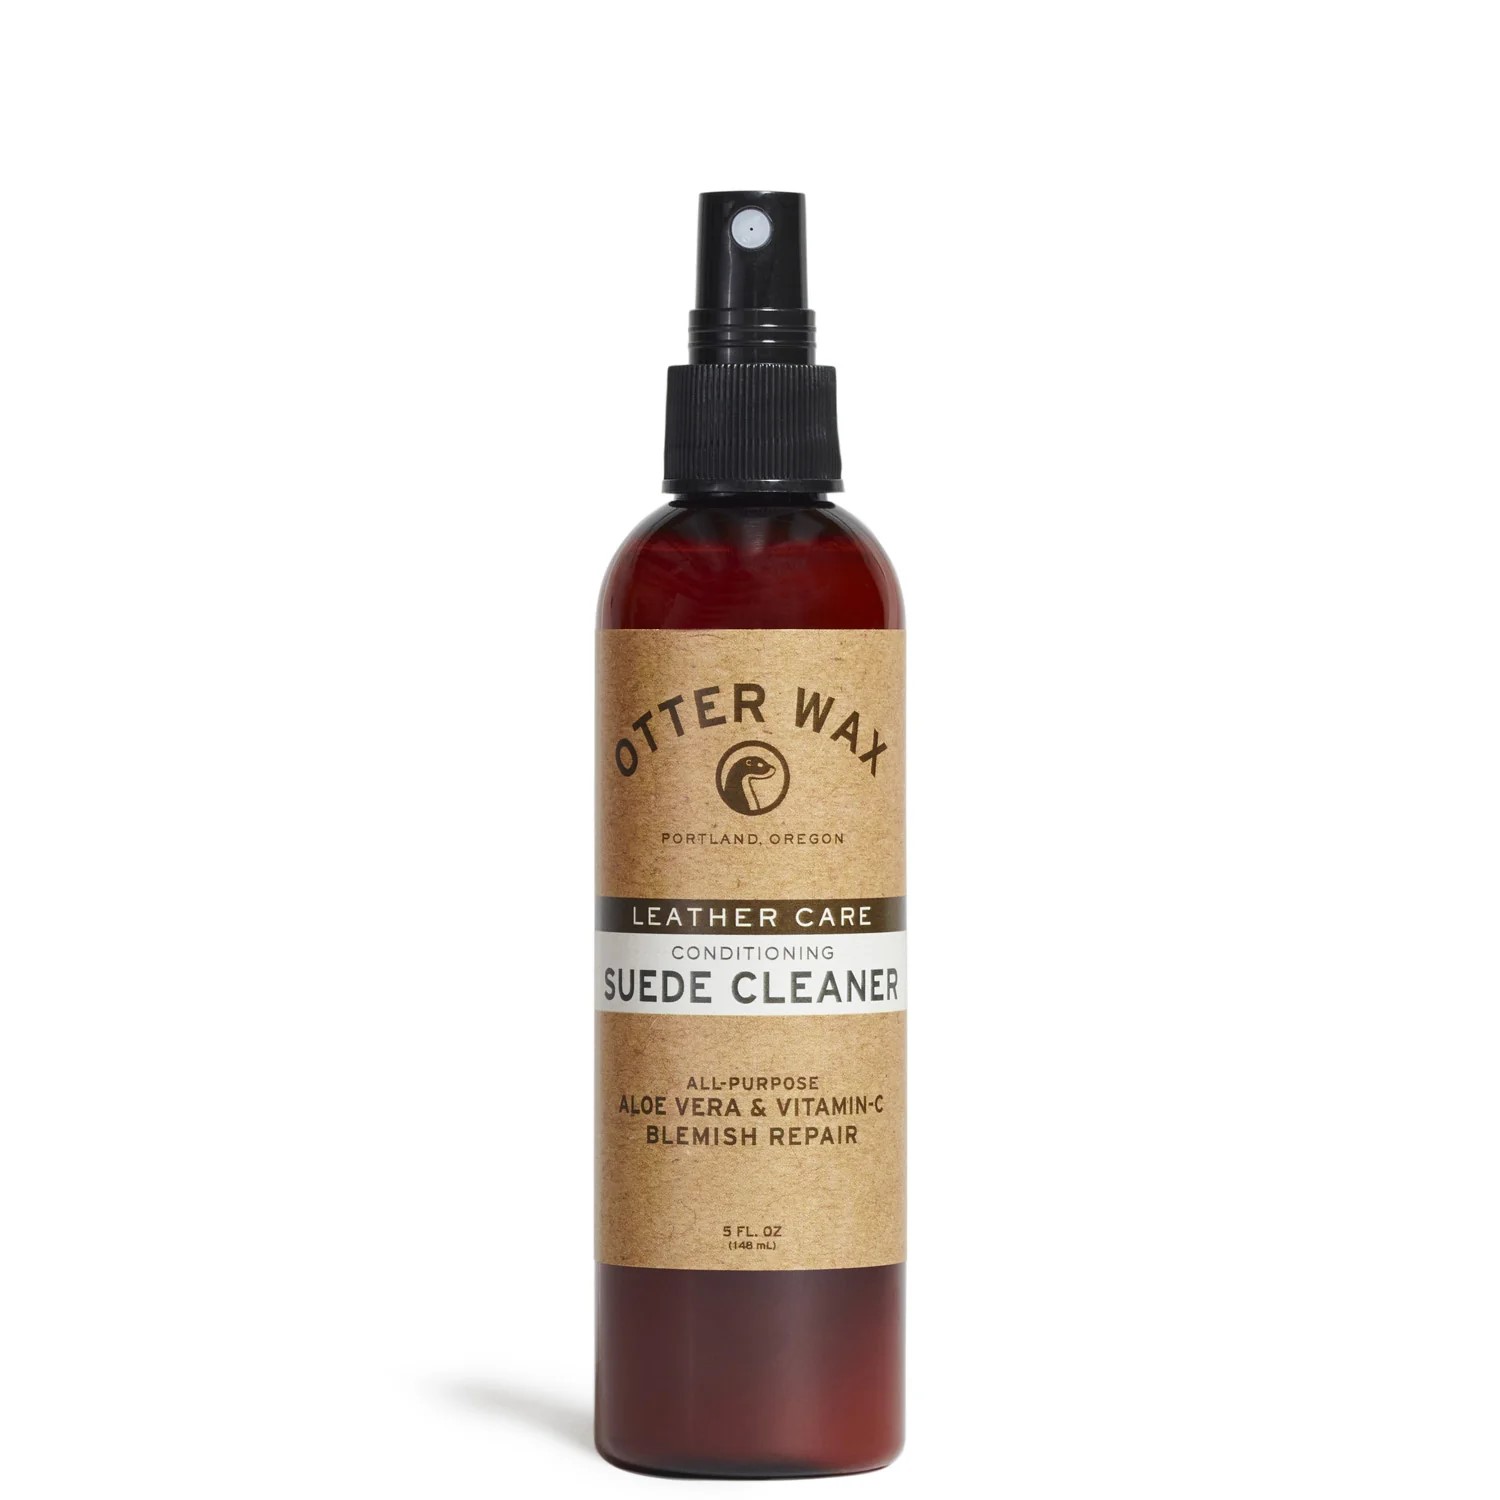 OTTER WAX
PORTLAND, OREGON
LEATHER CARE
CONDITIONING
SUEDE CLEANER
ALL-PURPOSE
ALOE VERA & VITAMIN-C
BLEMISH REPAIR
5 FL. OZ
(148 mL)